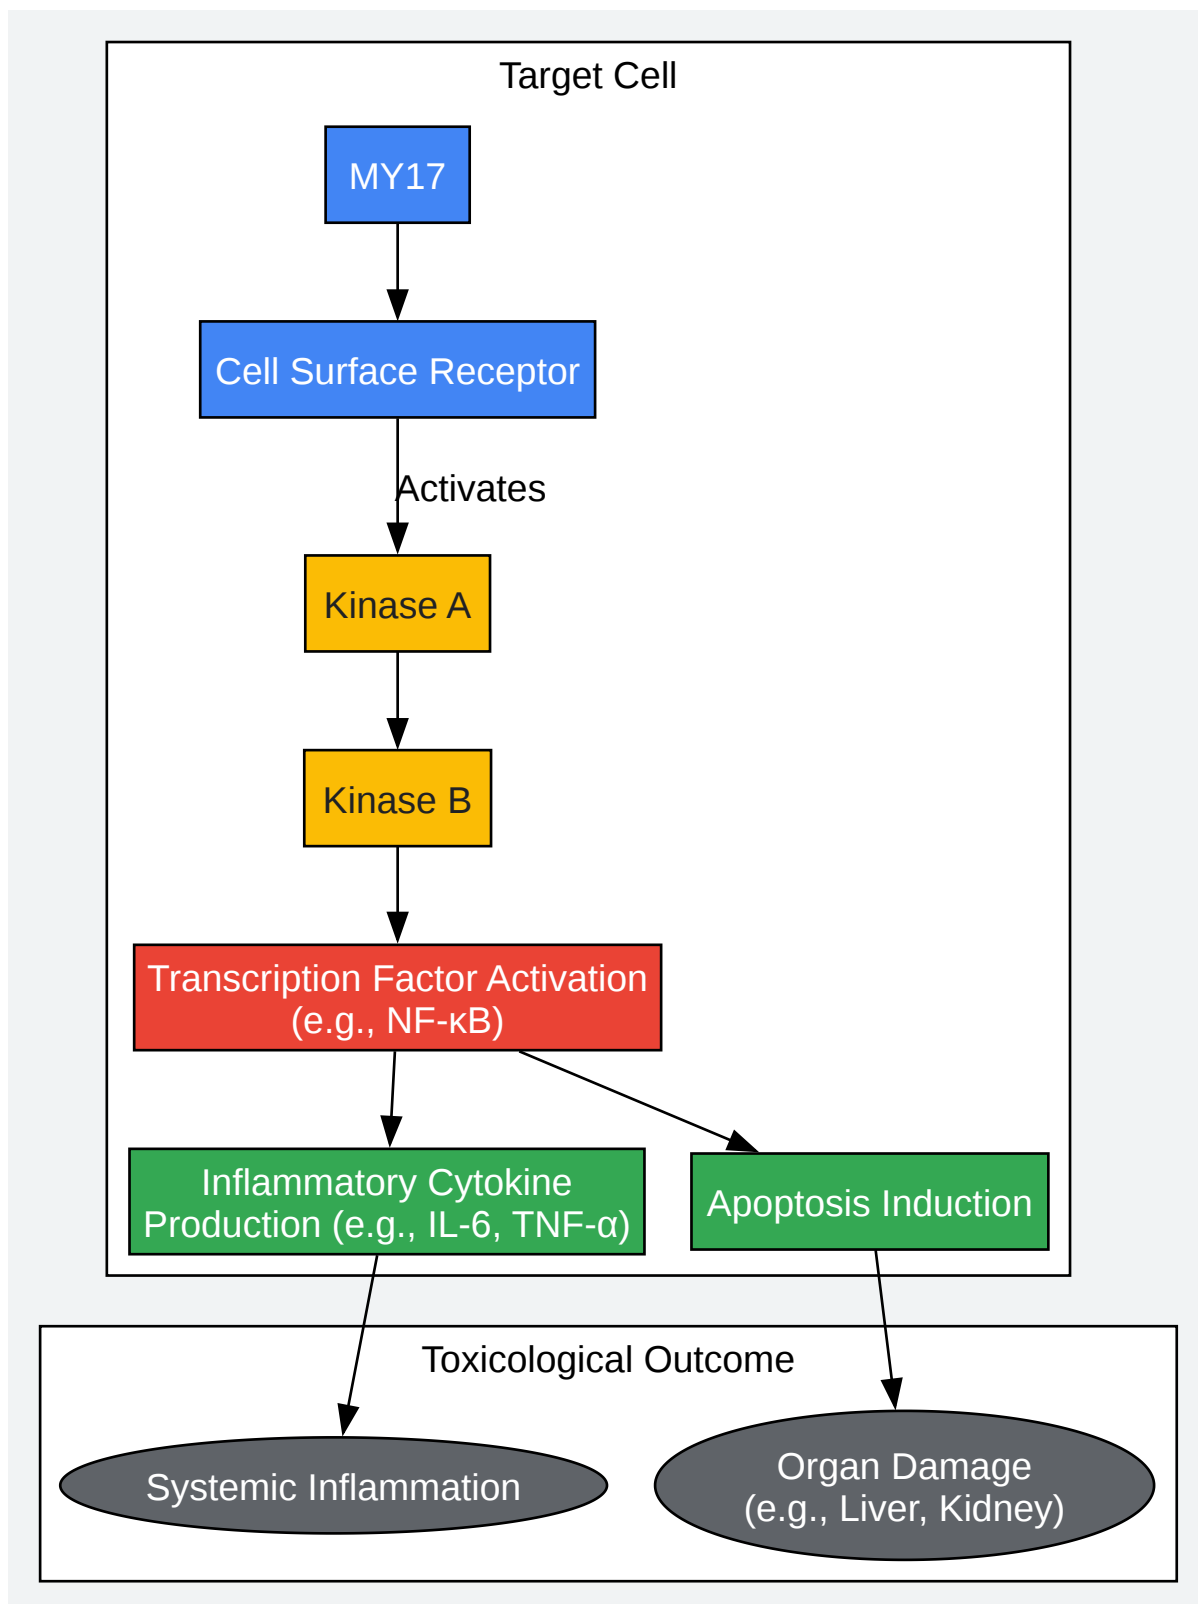 Target Cell
MY17
Cell Surface Receptor
Activates
Kinase A
Kinase B
Transcription Factor Activation
(e.g., NF-κB)
Inflammatory Cytokine
Production (e.g., IL-6, TNF-α)
Apoptosis Induction
Toxicological Outcome
Systemic Inflammation
Organ Damage
(e.g., Liver, Kidney)